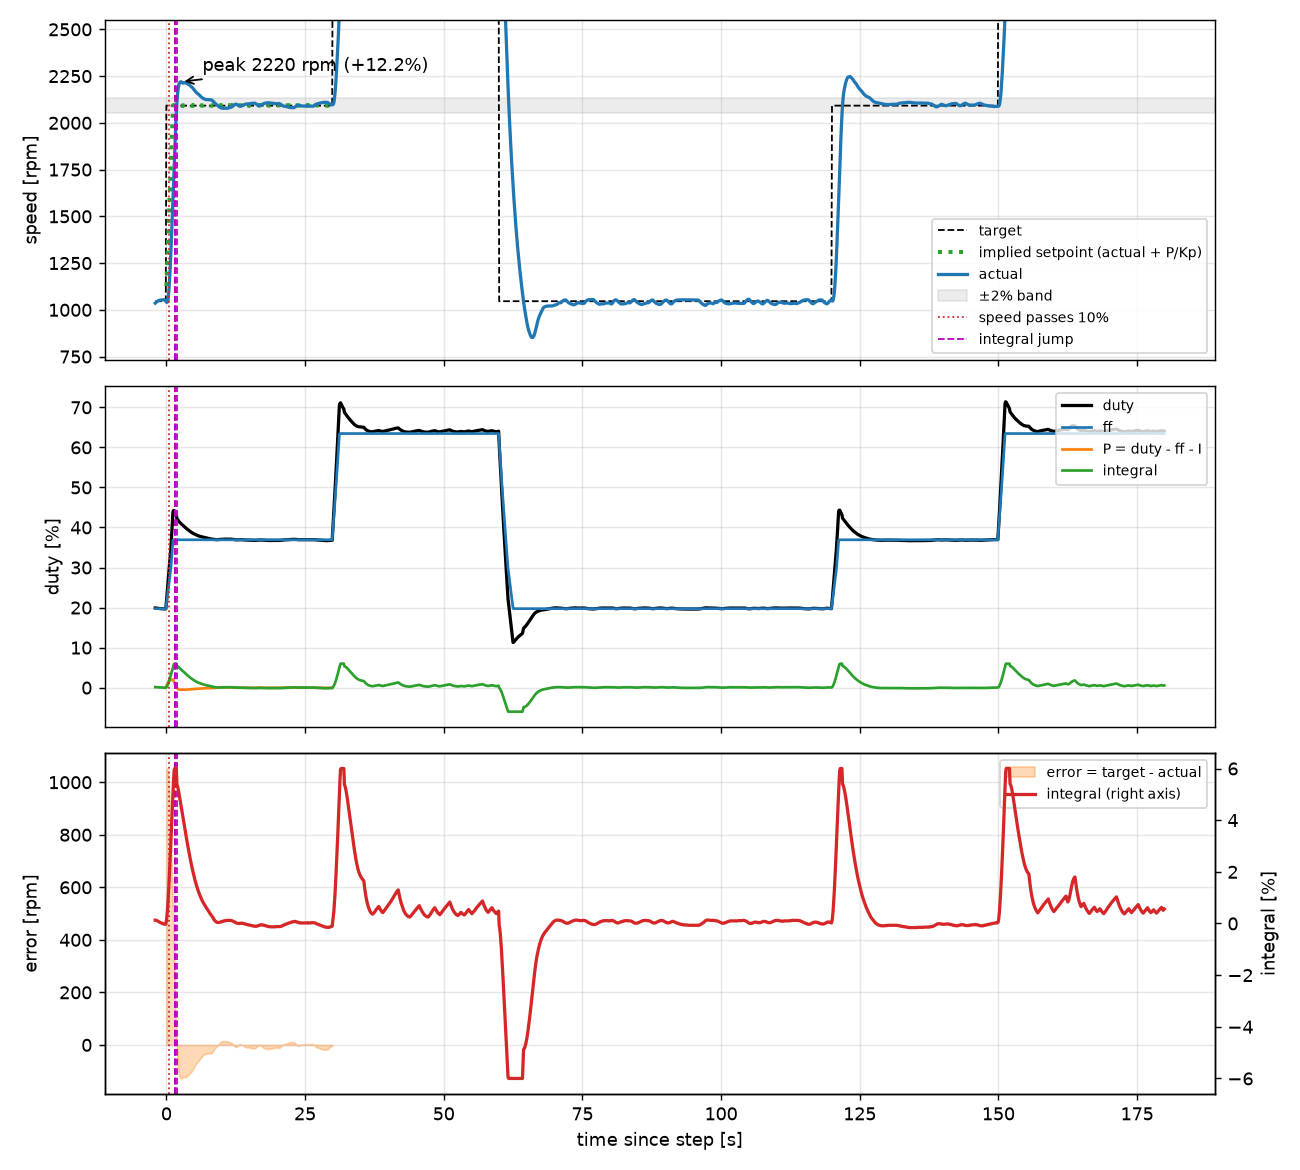 2500
2250
2000
1750
1500
1250
1000
750
speed [rpm]
peak 2220 rpm (+12.2%)
target
implied setpoint (actual + P/Kp)
actual
±2% band
speed passes 10%
integral jump
70
60
50
40
30
20
10
0
duty [%]
duty
ff
P = duty - ff - I
integral
1000
800
600
400
200
0
error [rpm]
error = target - actual
integral (right axis)
6
4
2
0
−2
−4
−6
integral [%]
0 25 50 75 100 125 150 175
time since step [s]